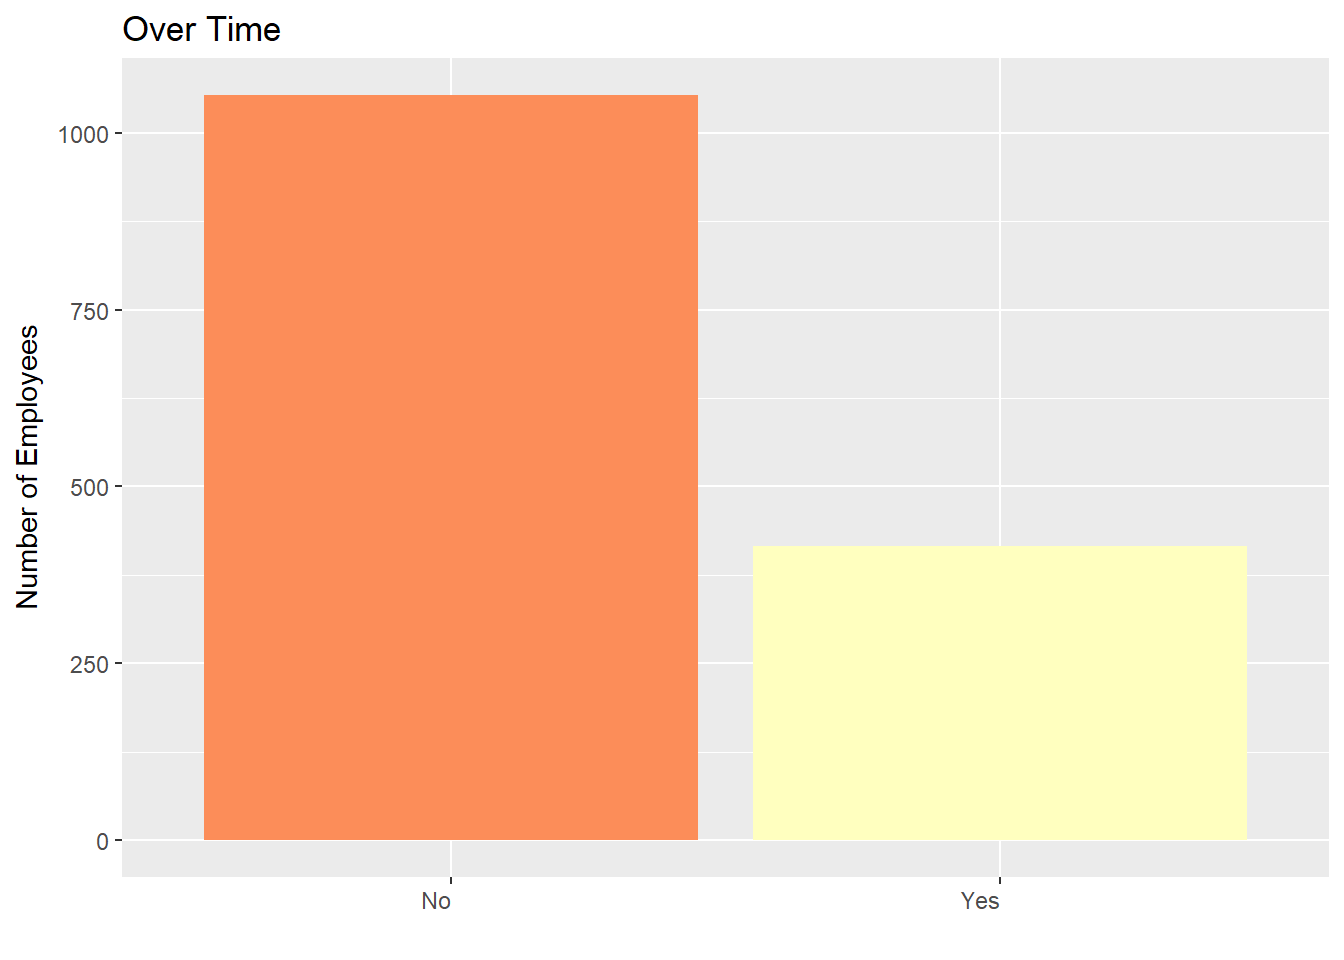 Over Time
Number of Employees
1000
750
500
250
0
No
Yes